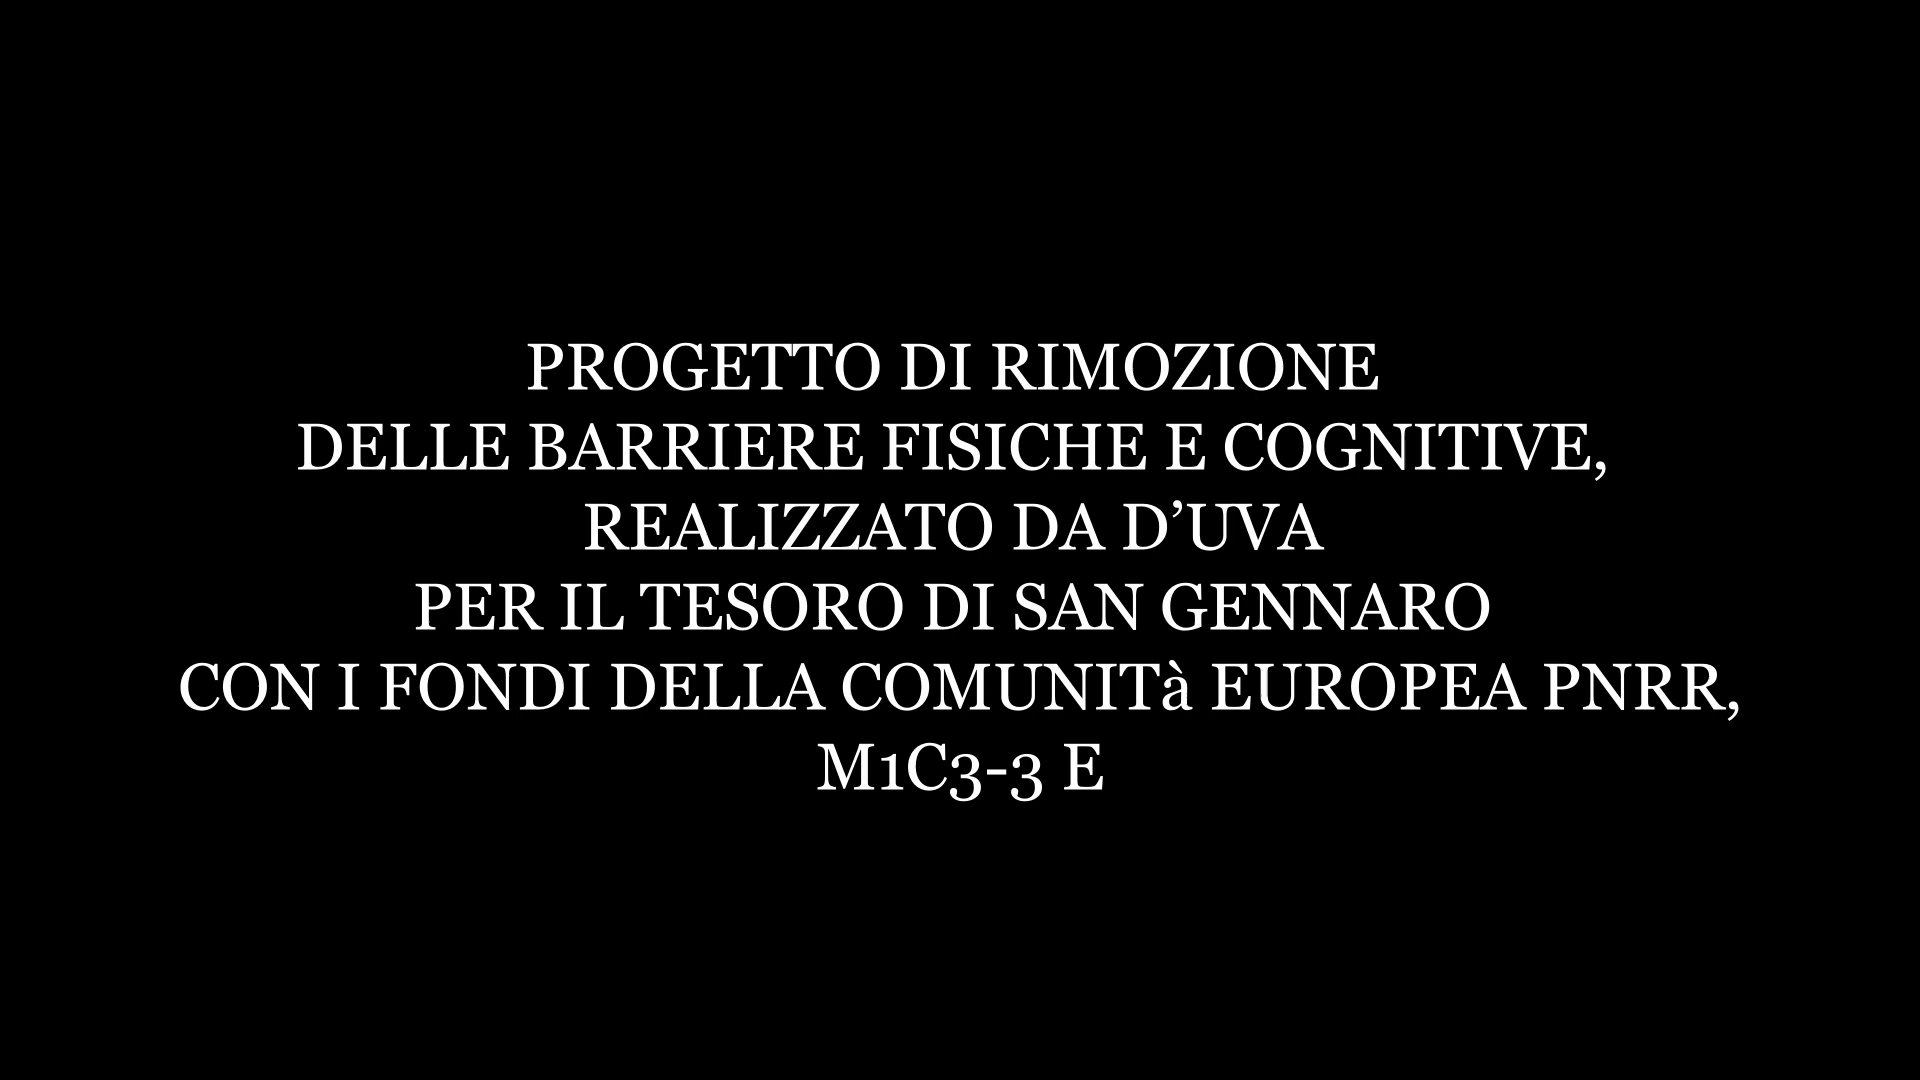 PROGETTO DI RIMOZIONE
DELLE BARRIERE FISICHE E COGNITIVE,
REALIZZATO DA D’UVA
PER IL TESORO DI SAN GENNARO
CON I FONDI DELLA COMUNITà EUROPEA PNRR,
M1C3-3 E